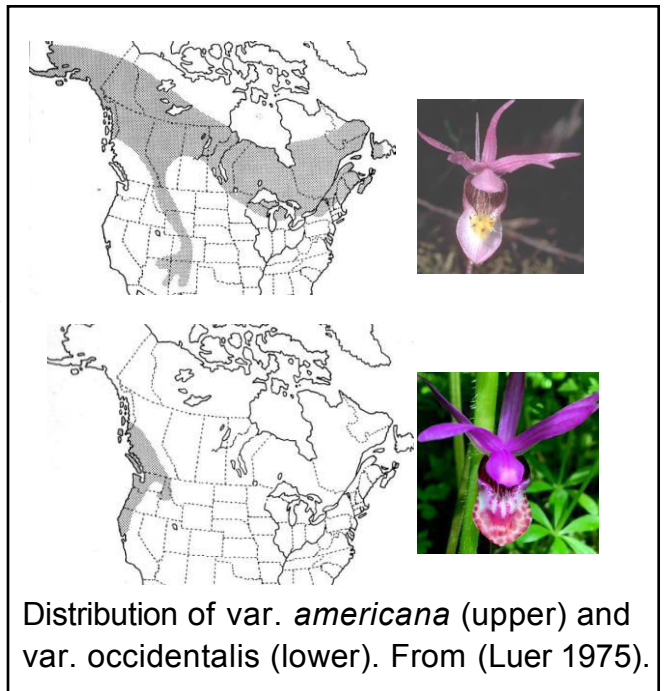 Distribution of var. americana (upper) and
var. occidentalis (lower). From (Luer 1975).